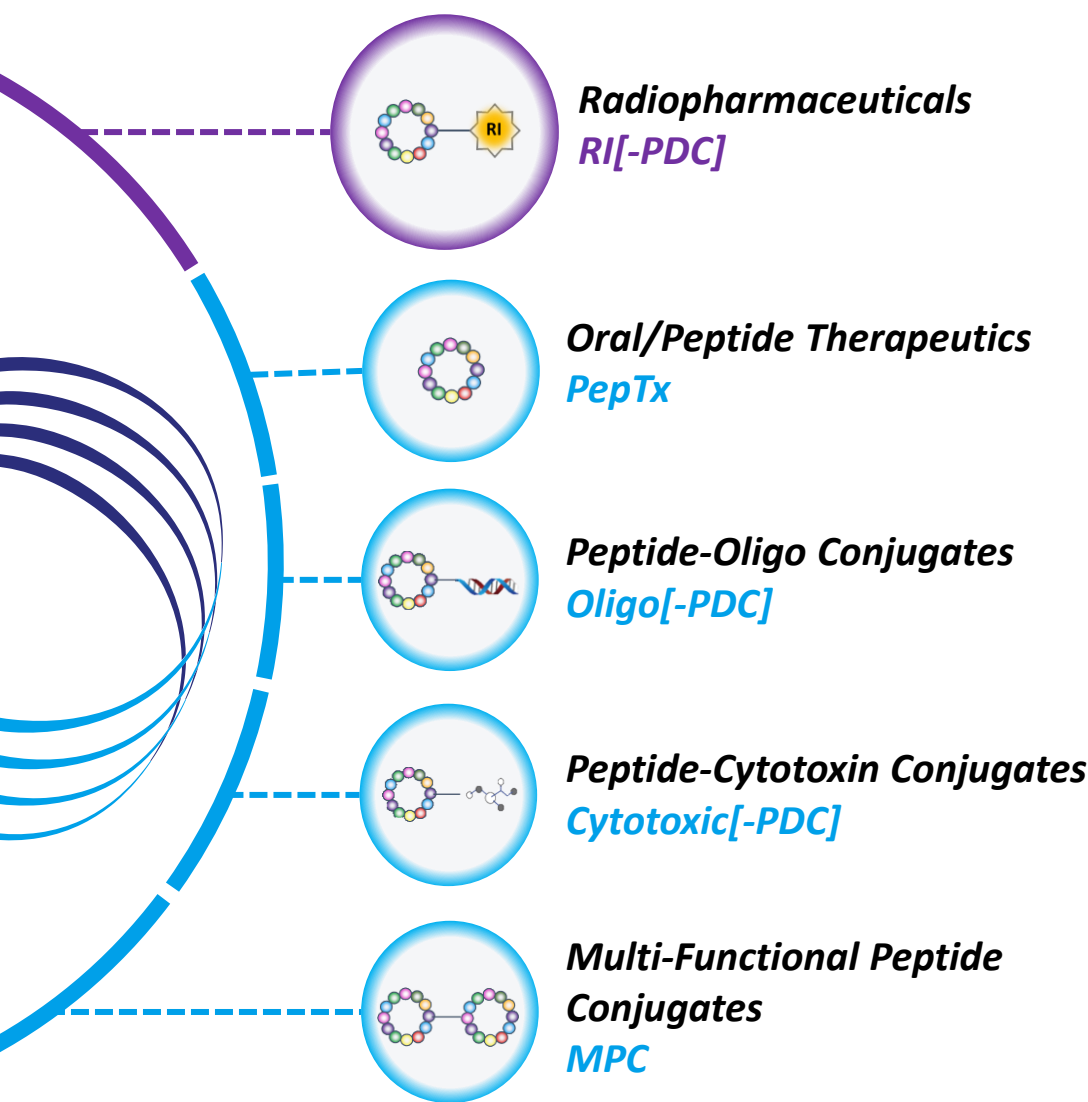 RI
Radiopharmaceuticals
RI[-PDC]
Oral/Peptide Therapeutics
PepTx
Peptide-Oligo Conjugates
Oligo[-PDC]
Peptide-Cytotoxin Conjugates
Cytotoxic[-PDC]
Multi-Functional Peptide
Conjugates
MPC